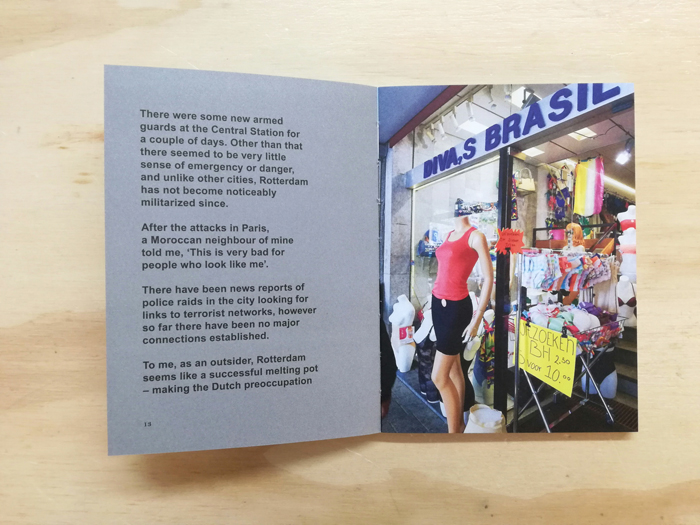 There were some new armed
guards at the Central Station for
a couple of days. Other than that
there seemed to be very little
sense of emergency or danger,
and unlike other cities, Rotterdam
has not become noticeably
militarized since.
After the attacks in Paris,
a Moroccan neighbour of mine
told me, ‘This is very bad for
people who look like me’.
There have been news reports of
police raids in the city looking for
links to terrorist networks, however
so far there have been no major
connections established.
To me, as an outsider, Rotterdam
seems like a successful melting pot
– making the Dutch preoccupation
13
DIVA,S BRASIL
BH 2,50
voor 10,00